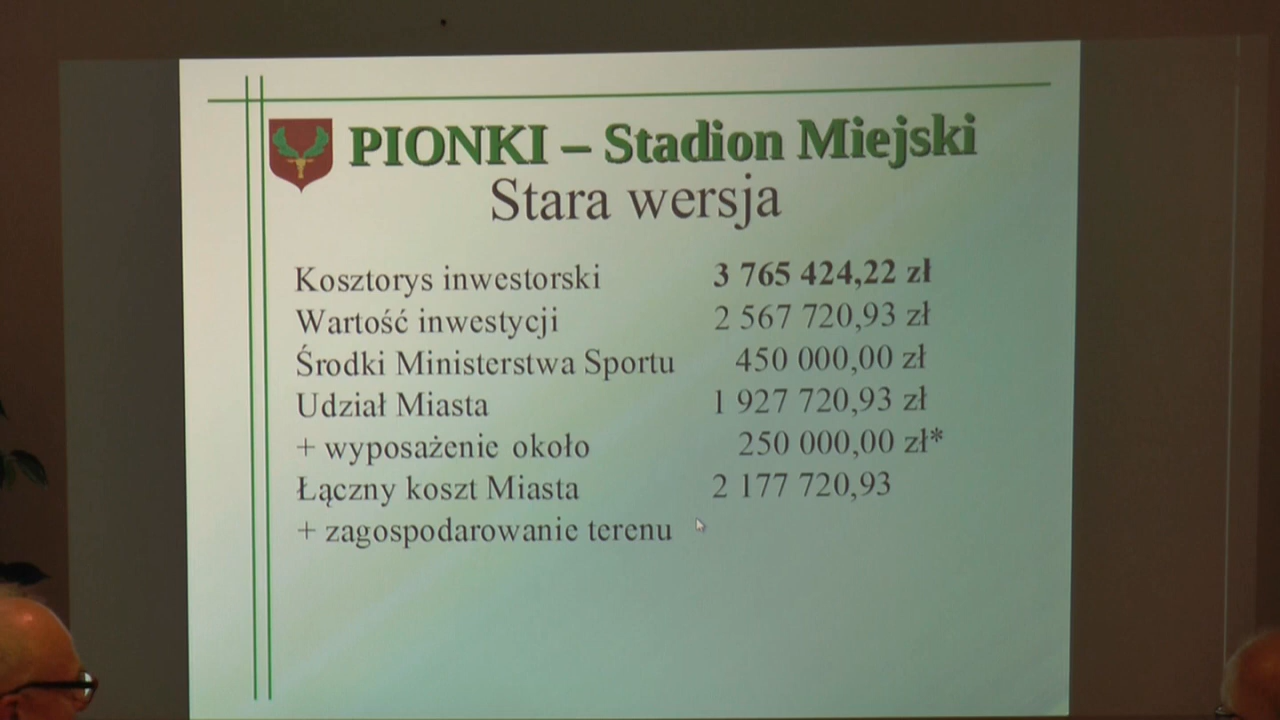 PIONKI – Stadion Miejski
Stara wersja
Kosztorys inwestorski 3 765 424,22 zł
Wartość inwestycji 2 567 720,93 zł
Środki Ministerstwa Sportu 450 000,00 zł
Udział Miasta 1 927 720,93 zł
+ wyposażenie około 250 000,00 zł*
Łączny koszt Miasta 2 177 720,93
+ zagospodarowanie terenu